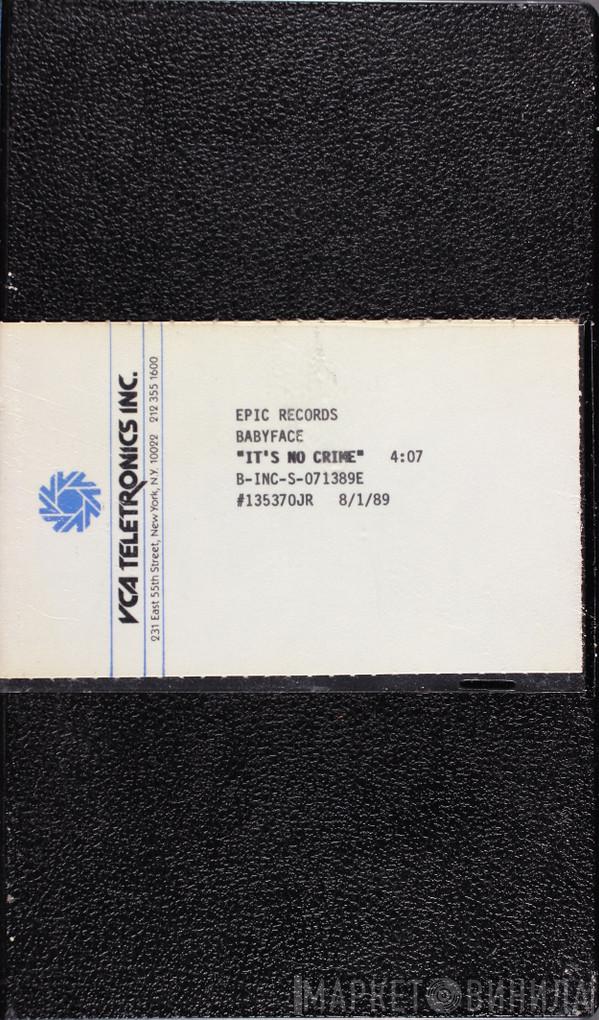 VCA TELETRONICS INC.
231 East 55th Street, New York, N.Y. 10022 212 355 1600
EPIC RECORDS
BABYFACE
"IT'S NO CRIME" 4:07
B-INC-S-071389E
#135370JR 8/1/89
МАРКЕТ ВИНИЛА